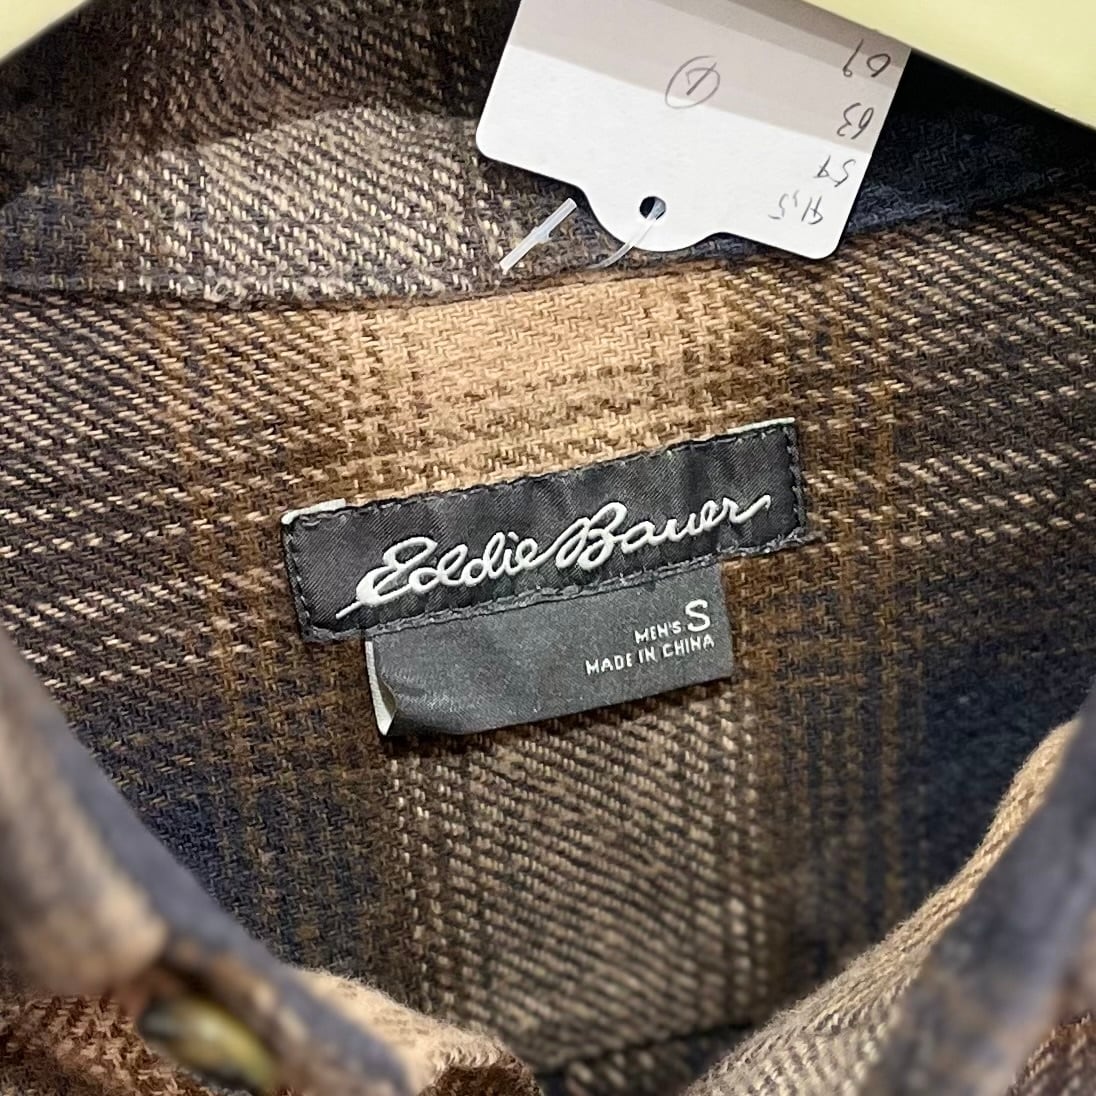 41,5
54
63
69
Eddie Bauer
MEN'S S
MADE IN CHINA